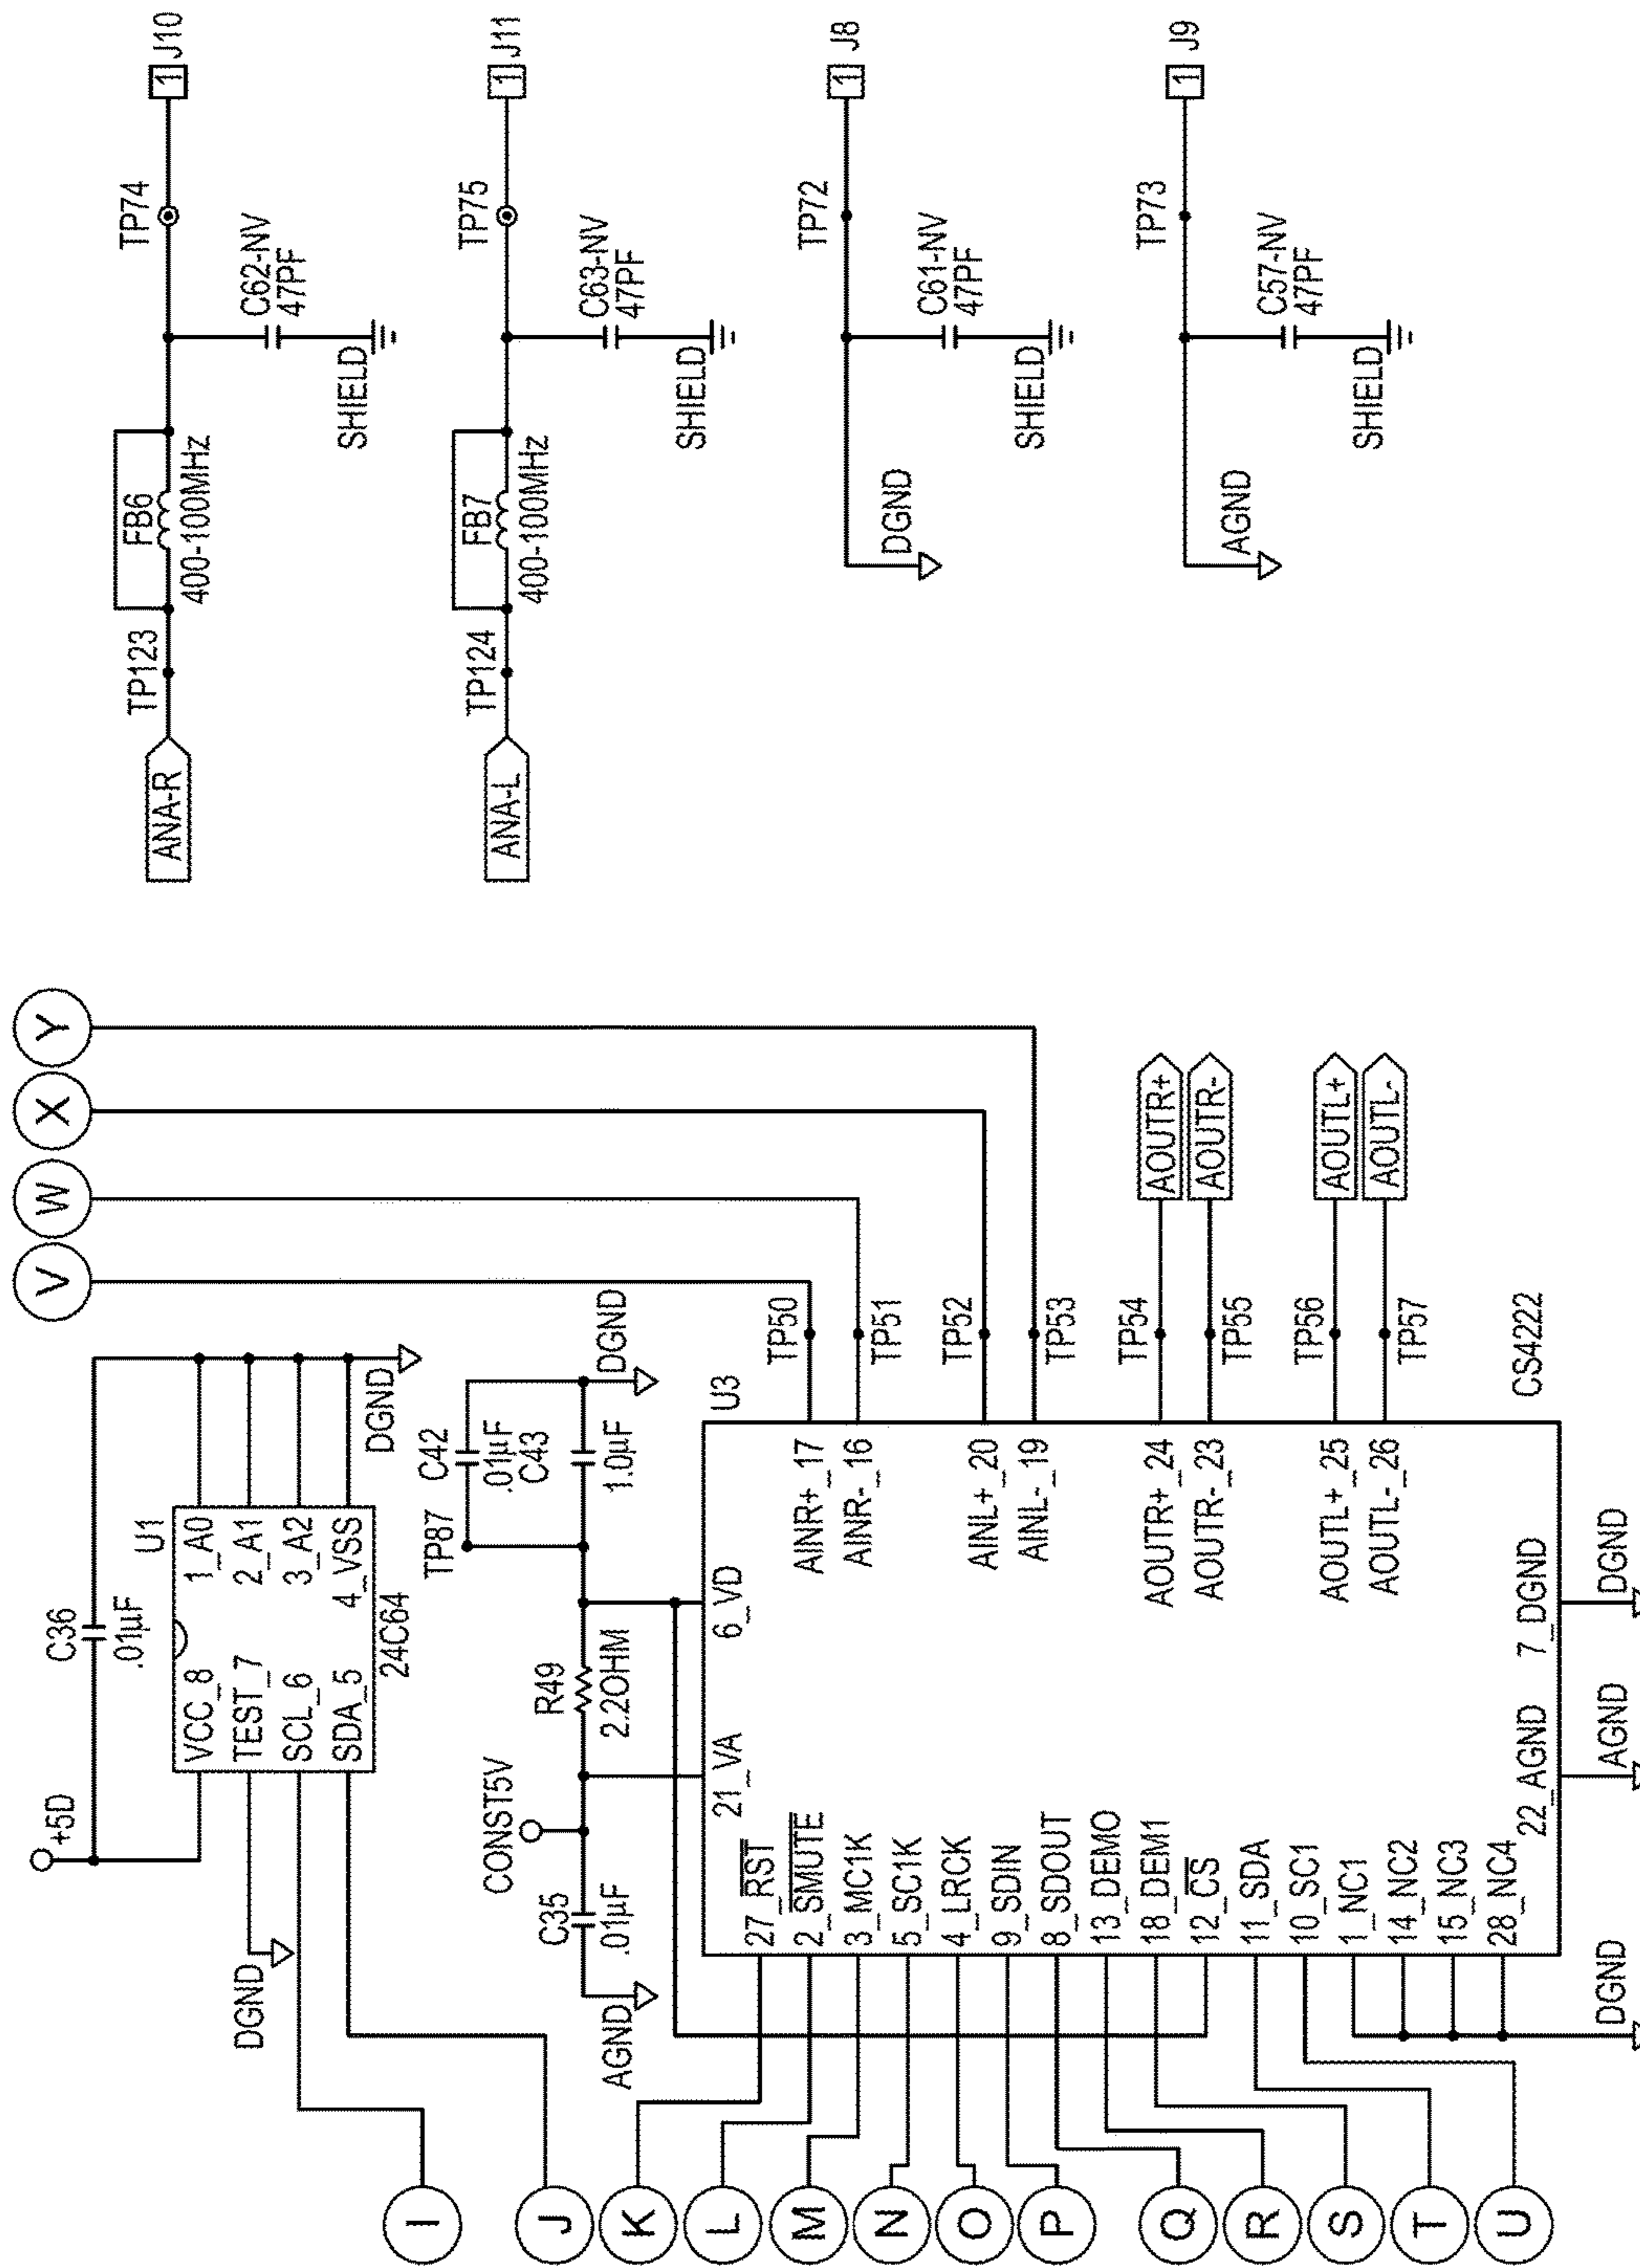 I
J
K
L
M
N
O
P
Q
R
S
T
U
V
W
X
Y
+5D
C36
.01µF
U1
VCC_8
TEST_7
SCL_6
SDA_5
1_A0
2_A1
3_A2
4_VSS
24C64
DGND
DGND
CONST5V
C35
.01µF
AGND
R49
2.2OHM
TP87
C42
.01µF
C43
1.0µF
DGND
U3
21_VA
6_VD
27_RST
2_SMUTE
3_MC1K
5_SC1K
4_LRCK
9_SDIN
8_SDOUT
13_DEMO
18_DEM1
12_CS
11_SDA
10_SC1
1_NC1
14_NC2
15_NC3
28_NC4
DGND
22_AGND
AGND
7_DGND
DGND
AINR+_17
AINR-_16
AINL+_20
AINL-_19
AOUTR+_24
AOUTR-_23
AOUTL+_25
AOUTL-_26
TP50
TP51
TP52
TP53
TP54
TP55
TP56
TP57
CS4222
AOUTR+
AOUTR-
AOUTL+
AOUTL-
ANA-R
TP123
FB6
400-100MHz
TP74
C62-NV
47PF
SHIELD
1
J10
ANA-L
TP124
FB7
400-100MHz
TP75
C63-NV
47PF
SHIELD
1
J11
DGND
TP72
C61-NV
47PF
SHIELD
1
J8
AGND
TP73
C57-NV
47PF
SHIELD
1
J9